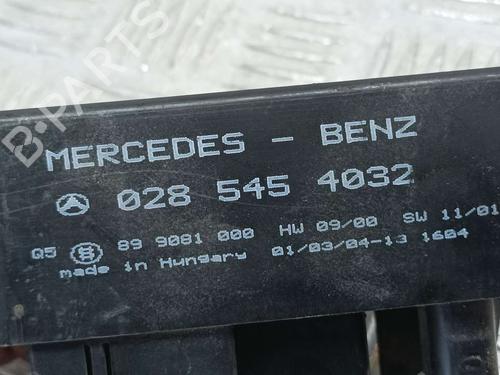 B-PARTS
MERCEDES - BENZ
028 545 4032
Q5 8 89 9081 000 HW 09/00 SW 11/01
made in Hungary 01/03/04-13 1604